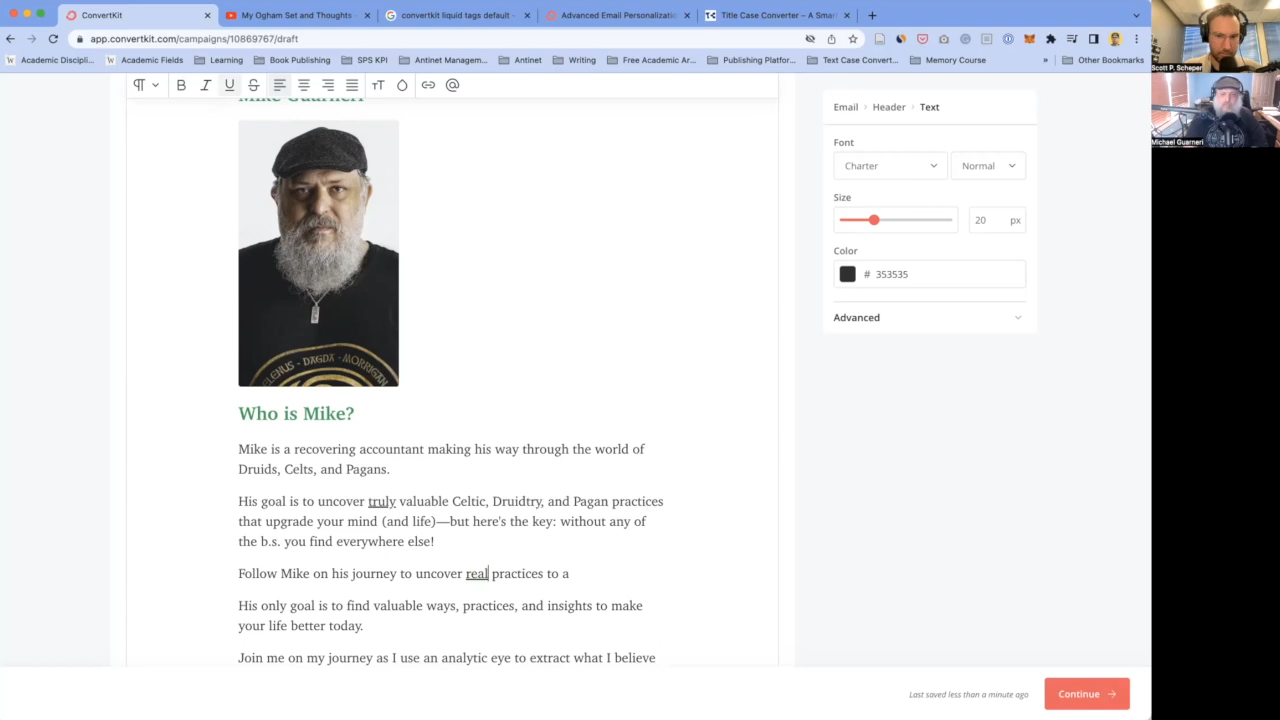 ConvertKit
My Ogham Set and Thoughts -
convertkit liquid tags default -
Advanced Email Personalizatio
Title Case Converter – A Smar
app.convertkit.com/campaigns/10869767/draft
Academic Discipli...
Academic Fields
Learning
Book Publishing
SPS KPI
Antinet Managem...
Antinet
Writing
Free Academic Ar...
Publishing Platfor...
Text Case Convert...
Memory Course
»
Other Bookmarks
Scott P. Scheper
Michael Guarneri
Mike Guarneri
ELENUS - DAGDA - MORRIGAN
Who is Mike?
Mike is a recovering accountant making his way through the world of
Druids, Celts, and Pagans.
His goal is to uncover truly valuable Celtic, Druidtry, and Pagan practices
that upgrade your mind (and life)—but here's the key: without any of
the b.s. you find everywhere else!
Follow Mike on his journey to uncover real practices to a
His only goal is to find valuable ways, practices, and insights to make
your life better today.
Join me on my journey as I use an analytic eye to extract what I believe
Email > Header > Text
Font
Charter
Normal
Size
20 px
Color
# 353535
Advanced
Last saved less than a minute ago
Continue →